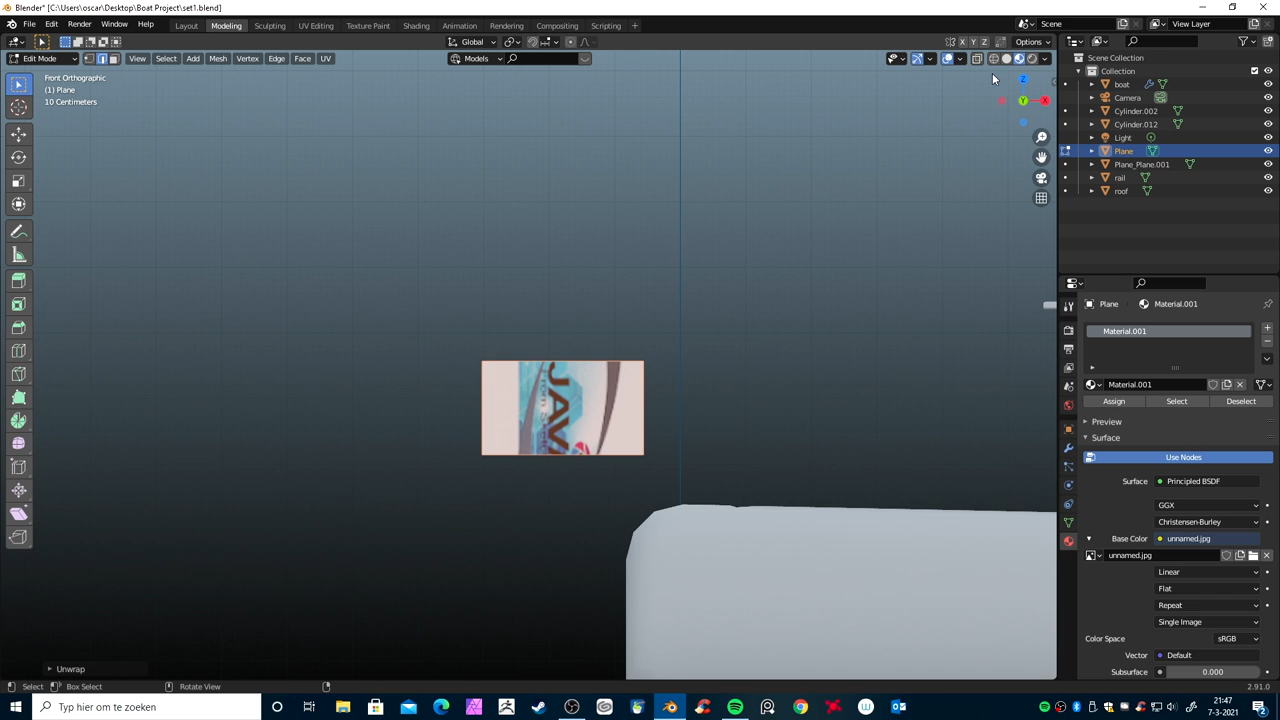 Blender* [C:\Users\oscar\Desktop\Boat Project\set1.blend]
File Edit Render Window Help Layout Modeling Sculpting UV Editing Texture Paint Shading Animation Rendering Compositing Scripting Scene View Layer
Global Options
Edit Mode View Select Add Mesh Vertex Edge Face UV Models
Front Orthographic
(1) Plane
10 Centimeters
Z
Y
X
X Y Z
Scene Collection
Collection
boat
Camera
Cylinder.002
Cylinder.012
Light
Plane
Plane_Plane.001
rail
roof
JAV
Plane Material.001
Material.001
Material.001
Assign Select Deselect
Preview
Surface
Use Nodes
Surface: Principled BSDF
GGX
Christensen-Burley
Base Color unnamed.jpg
unnamed.jpg
Linear
Flat
Repeat
Single Image
Color Space sRGB
Vector Default
Subsurface 0.000
Unwrap
Select Box Select Rotate View 2.91.0
Typ hier om te zoeken
21:47
7-3-2021
2